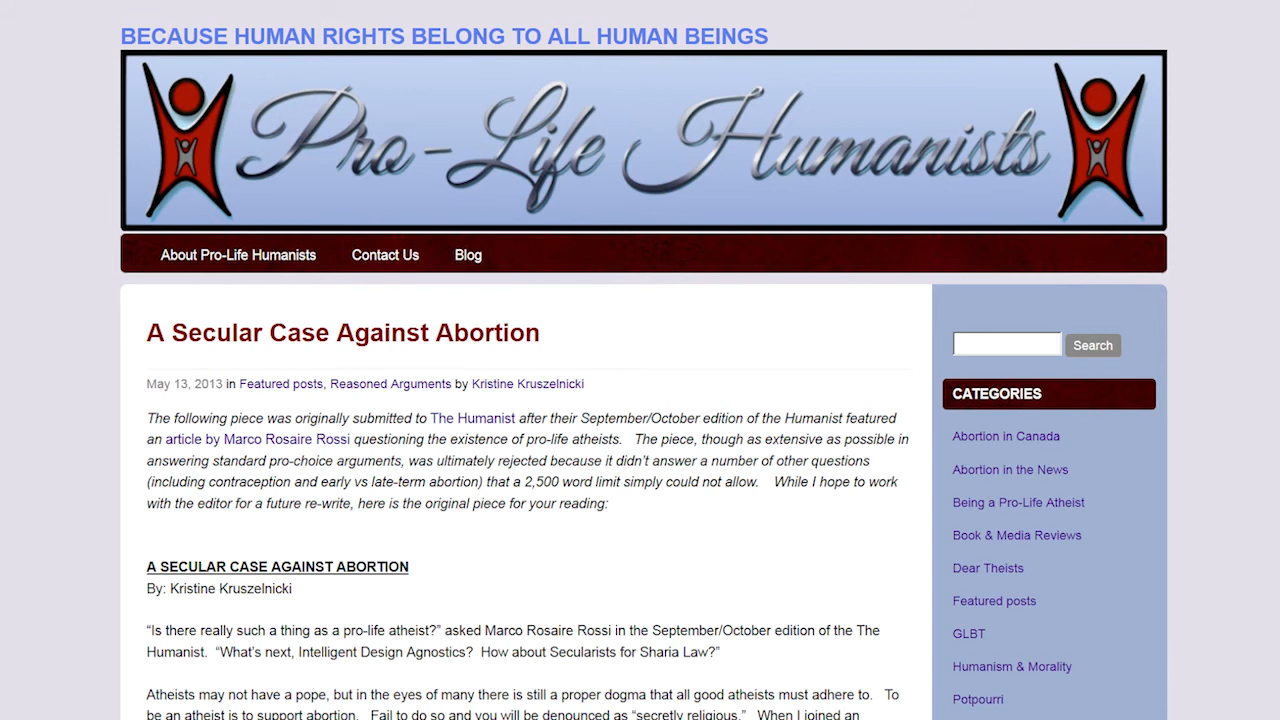 BECAUSE HUMAN RIGHTS BELONG TO ALL HUMAN BEINGS
Pro-Life Humanists
About Pro-Life Humanists
Contact Us
Blog
A Secular Case Against Abortion
May 13, 2013 in Featured posts, Reasoned Arguments by Kristine Kruszelnicki
The following piece was originally submitted to The Humanist after their September/October edition of the Humanist featured
an article by Marco Rosaire Rossi questioning the existence of pro-life atheists.   The piece, though as extensive as possible in
answering standard pro-choice arguments, was ultimately rejected because it didn’t answer a number of other questions
(including contraception and early vs late-term abortion) that a 2,500 word limit simply could not allow.    While I hope to work
with the editor for a future re-write, here is the original piece for your reading:
A SECULAR CASE AGAINST ABORTION
By: Kristine Kruszelnicki
“Is there really such a thing as a pro-life atheist?” asked Marco Rosaire Rossi in the September/October edition of the The
Humanist.  “What’s next, Intelligent Design Agnostics?  How about Secularists for Sharia Law?”
Atheists may not have a pope, but in the eyes of many there is still a proper dogma that all good atheists must adhere to.   To
be an atheist is to support abortion.   Fail to do so and you will be denounced as “secretly religious.”   When I joined an
Search
CATEGORIES
Abortion in Canada
Abortion in the News
Being a Pro-Life Atheist
Book & Media Reviews
Dear Theists
Featured posts
GLBT
Humanism & Morality
Potpourri